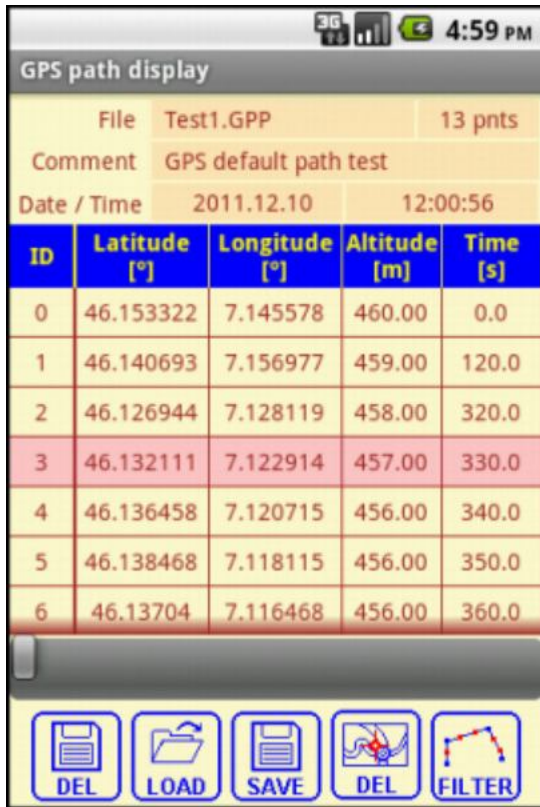 3G 4:59 PM
GPS path display
File Test1.GPP 13 pnts
Comment GPS default path test
Date / Time 2011.12.10 12:00:56
ID Latitude [°] Longitude [°] Altitude [m] Time [s]
0 46.153322 7.145578 460.00 0.0
1 46.140693 7.156977 459.00 120.0
2 46.126944 7.128119 458.00 320.0
3 46.132111 7.122914 457.00 330.0
4 46.136458 7.120715 456.00 340.0
5 46.138468 7.118115 456.00 350.0
6 46.13704 7.116468 456.00 360.0
DEL LOAD SAVE DEL FILTER